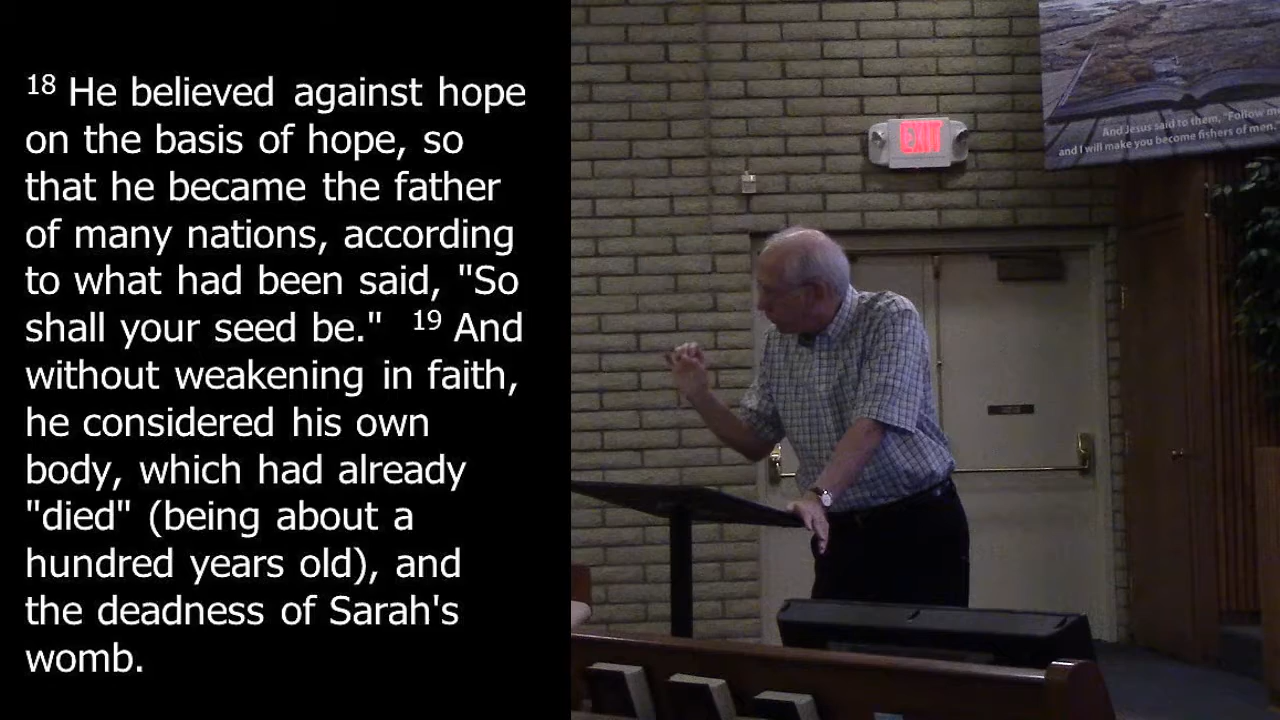 18 He believed against hope
on the basis of hope, so
that he became the father
of many nations, according
to what had been said, "So
shall your seed be." 19 And
without weakening in faith,
he considered his own
body, which had already
"died" (being about a
hundred years old), and
the deadness of Sarah's
womb.
EXIT
And Jesus said to them, "Follow m
and I will make you become fishers of men."